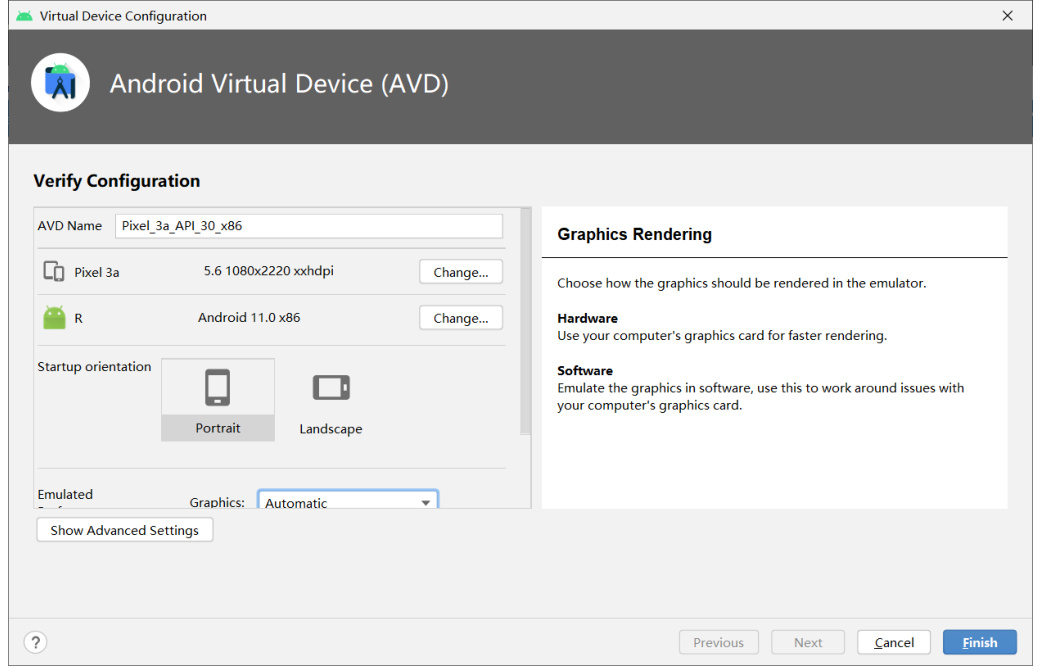 Virtual Device Configuration
Android Virtual Device (AVD)
Verify Configuration
AVD Name Pixel_3a_API_30_x86
Pixel 3a 5.6 1080x2220 xxhdpi Change...
R Android 11.0 x86 Change...
Startup orientation
Portrait
Landscape
Emulated
Graphics: Automatic
Show Advanced Settings
Graphics Rendering
Choose how the graphics should be rendered in the emulator.
Hardware
Use your computer's graphics card for faster rendering.
Software
Emulate the graphics in software, use this to work around issues with
your computer's graphics card.
? Previous Next Cancel Finish